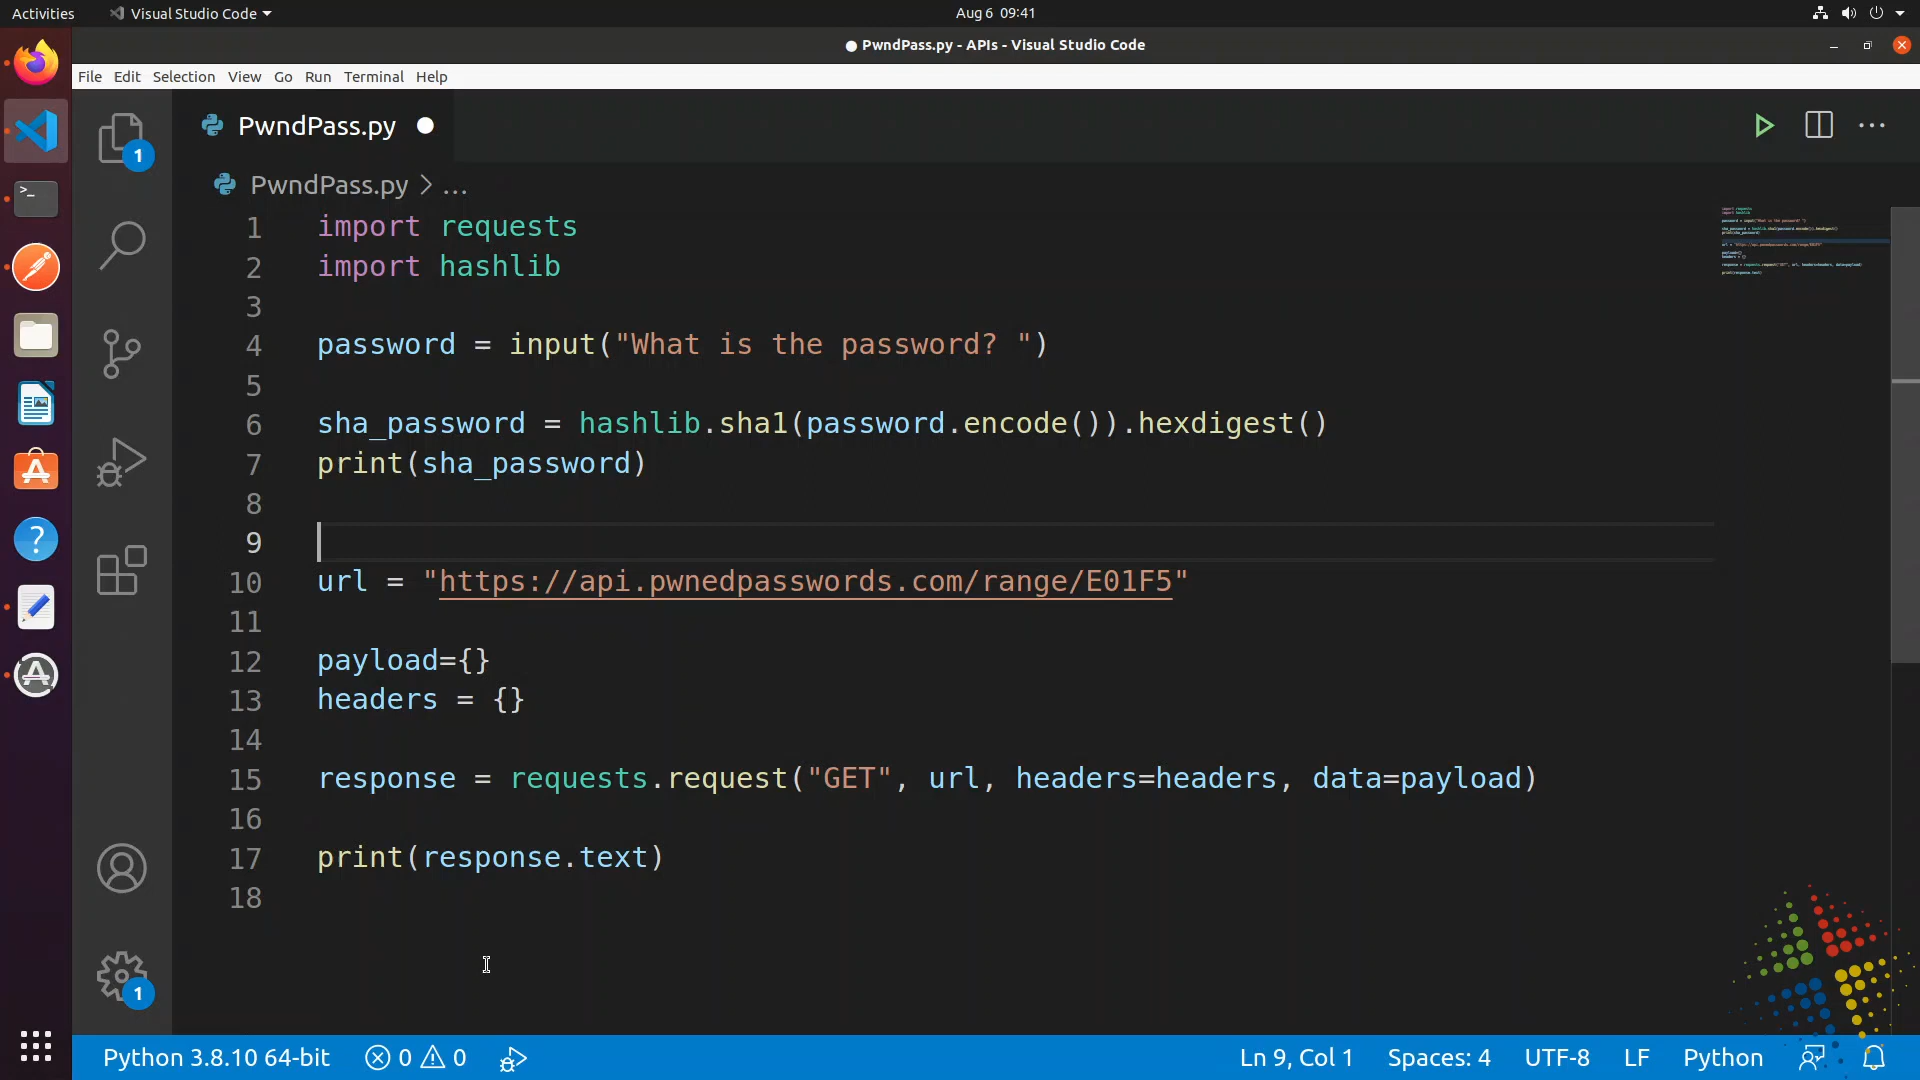 Activities
Visual Studio Code
Aug 6 09:41
● PwndPass.py - APIs - Visual Studio Code
File Edit Selection View Go Run Terminal Help
PwndPass.py ●
1
PwndPass.py > ...
1 import requests
2 import hashlib
3
4 password = input("What is the password? ")
5
6 sha_password = hashlib.sha1(password.encode()).hexdigest()
7 print(sha_password)
8
9
10 url = "https://api.pwnedpasswords.com/range/E01F5"
11
12 payload={}
13 headers = {}
14
15 response = requests.request("GET", url, headers=headers, data=payload)
16
17 print(response.text)
18
1
Python 3.8.10 64-bit 0 0 Ln 9, Col 1 Spaces: 4 UTF-8 LF Python